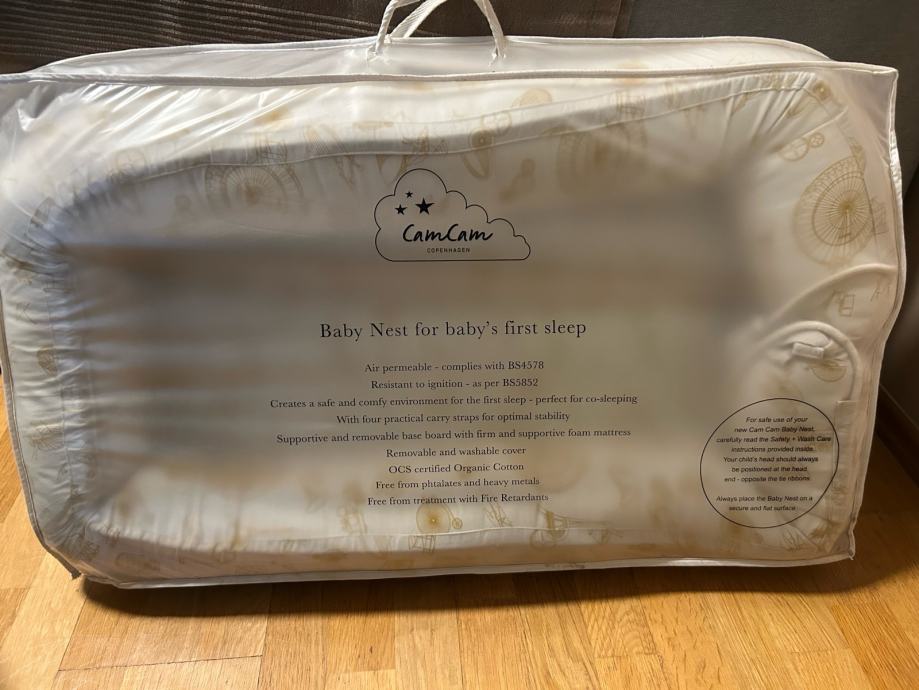 CamCam
COPENHAGEN
Baby Nest for baby's first sleep
Air permeable - complies with BS4578
Resistant to ignition - as per BS5852
Creates a safe and comfy environment for the first sleep - perfect for co-sleeping
With four practical carry straps for optimal stability
Supportive and removable base board with firm and supportive foam mattress
Removable and washable cover
OCS certified Organic Cotton
Free from phtalates and heavy metals
Free from treatment with Fire Retardants
For safe use of your
new Cam Cam Baby Nest,
carefully read the Safety + Wash Care
instructions provided inside.
Your child's head should always
be positioned at the head
end - opposite the tie ribbons.
Always place the Baby Nest on a
secure and flat surface.